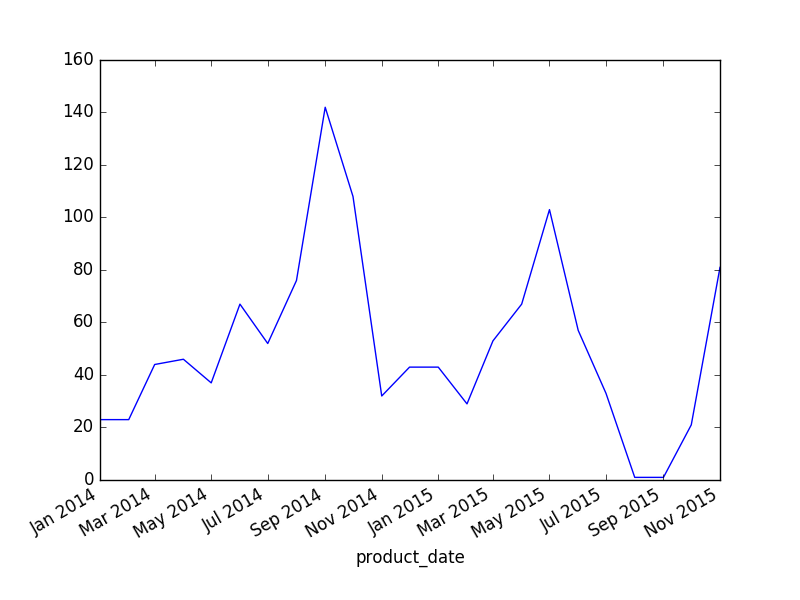 160
140
120
100
80
60
40
20
0
Jan 2014
Mar 2014
May 2014
Jul 2014
Sep 2014
Nov 2014
Jan 2015
Mar 2015
May 2015
Jul 2015
Sep 2015
Nov 2015
product_date